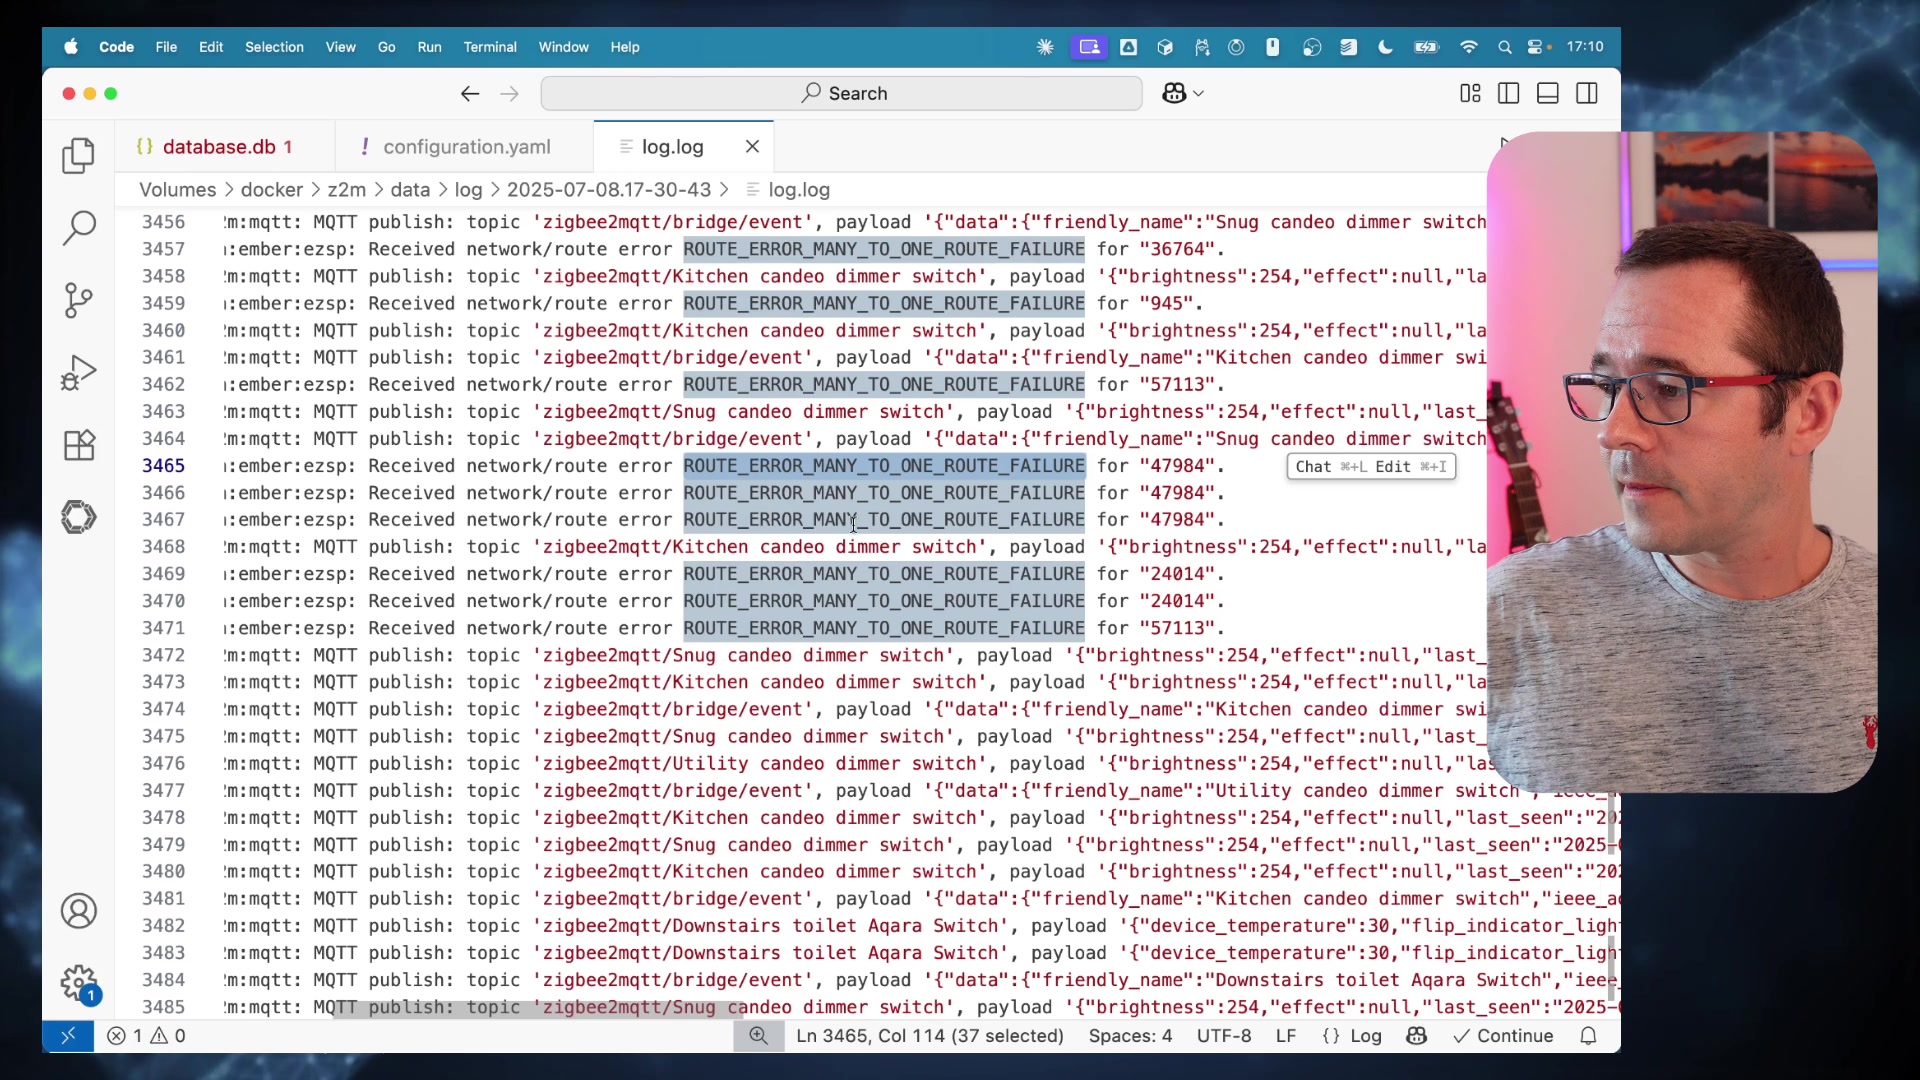 Code File Edit Selection View Go Run Terminal Window Help 17:10
Search
{} database.db 1 ! configuration.yaml log.log
Volumes > docker > z2m > data > log > 2025-07-08.17-30-43 > log.log
3456 m:mqtt: MQTT publish: topic 'zigbee2mqtt/bridge/event', payload '{"data":{"friendly_name":"Snug candeo dimmer switch
3457 :ember:ezsp: Received network/route error ROUTE_ERROR_MANY_TO_ONE_ROUTE_FAILURE for "36764".
3458 m:mqtt: MQTT publish: topic 'zigbee2mqtt/Kitchen candeo dimmer switch', payload '{"brightness":254,"effect":null,"la
3459 :ember:ezsp: Received network/route error ROUTE_ERROR_MANY_TO_ONE_ROUTE_FAILURE for "945".
3460 m:mqtt: MQTT publish: topic 'zigbee2mqtt/Kitchen candeo dimmer switch', payload '{"brightness":254,"effect":null,"la
3461 m:mqtt: MQTT publish: topic 'zigbee2mqtt/bridge/event', payload '{"data":{"friendly_name":"Kitchen candeo dimmer swi
3462 :ember:ezsp: Received network/route error ROUTE_ERROR_MANY_TO_ONE_ROUTE_FAILURE for "57113".
3463 m:mqtt: MQTT publish: topic 'zigbee2mqtt/Snug candeo dimmer switch', payload '{"brightness":254,"effect":null,"last_
3464 m:mqtt: MQTT publish: topic 'zigbee2mqtt/bridge/event', payload '{"data":{"friendly_name":"Snug candeo dimmer switch
3465 :ember:ezsp: Received network/route error ROUTE_ERROR_MANY_TO_ONE_ROUTE_FAILURE for "47984". Chat ⌘+L Edit ⌘+I
3466 :ember:ezsp: Received network/route error ROUTE_ERROR_MANY_TO_ONE_ROUTE_FAILURE for "47984".
3467 :ember:ezsp: Received network/route error ROUTE_ERROR_MANY_TO_ONE_ROUTE_FAILURE for "47984".
3468 m:mqtt: MQTT publish: topic 'zigbee2mqtt/Kitchen candeo dimmer switch', payload '{"brightness":254,"effect":null,"la
3469 :ember:ezsp: Received network/route error ROUTE_ERROR_MANY_TO_ONE_ROUTE_FAILURE for "24014".
3470 :ember:ezsp: Received network/route error ROUTE_ERROR_MANY_TO_ONE_ROUTE_FAILURE for "24014".
3471 :ember:ezsp: Received network/route error ROUTE_ERROR_MANY_TO_ONE_ROUTE_FAILURE for "57113".
3472 m:mqtt: MQTT publish: topic 'zigbee2mqtt/Snug candeo dimmer switch', payload '{"brightness":254,"effect":null,"last_
3473 m:mqtt: MQTT publish: topic 'zigbee2mqtt/Kitchen candeo dimmer switch', payload '{"brightness":254,"effect":null,"la
3474 m:mqtt: MQTT publish: topic 'zigbee2mqtt/bridge/event', payload '{"data":{"friendly_name":"Kitchen candeo dimmer swi
3475 m:mqtt: MQTT publish: topic 'zigbee2mqtt/Snug candeo dimmer switch', payload '{"brightness":254,"effect":null,"last_
3476 m:mqtt: MQTT publish: topic 'zigbee2mqtt/Utility candeo dimmer switch', payload '{"brightness":254,"effect":null,"la
3477 m:mqtt: MQTT publish: topic 'zigbee2mqtt/bridge/event', payload '{"data":{"friendly_name":"Utility candeo dimmer switch","ieee_
3478 m:mqtt: MQTT publish: topic 'zigbee2mqtt/Kitchen candeo dimmer switch', payload '{"brightness":254,"effect":null,"last_seen":"202
3479 m:mqtt: MQTT publish: topic 'zigbee2mqtt/Snug candeo dimmer switch', payload '{"brightness":254,"effect":null,"last_seen":"2025-
3480 m:mqtt: MQTT publish: topic 'zigbee2mqtt/Kitchen candeo dimmer switch', payload '{"brightness":254,"effect":null,"last_seen":"202
3481 m:mqtt: MQTT publish: topic 'zigbee2mqtt/bridge/event', payload '{"data":{"friendly_name":"Kitchen candeo dimmer switch","ieee_a
3482 m:mqtt: MQTT publish: topic 'zigbee2mqtt/Downstairs toilet Aqara Switch', payload '{"device_temperature":30,"flip_indicator_ligh
3483 m:mqtt: MQTT publish: topic 'zigbee2mqtt/Downstairs toilet Aqara Switch', payload '{"device_temperature":30,"flip_indicator_ligh
3484 m:mqtt: MQTT publish: topic 'zigbee2mqtt/bridge/event', payload '{"data":{"friendly_name":"Downstairs toilet Aqara Switch","ieee_
3485 m:mqtt: MQTT publish: topic 'zigbee2mqtt/Snug candeo dimmer switch', payload '{"brightness":254,"effect":null,"last_seen":"2025-
1
1 0 Ln 3465, Col 114 (37 selected) Spaces: 4 UTF-8 LF {} Log Continue